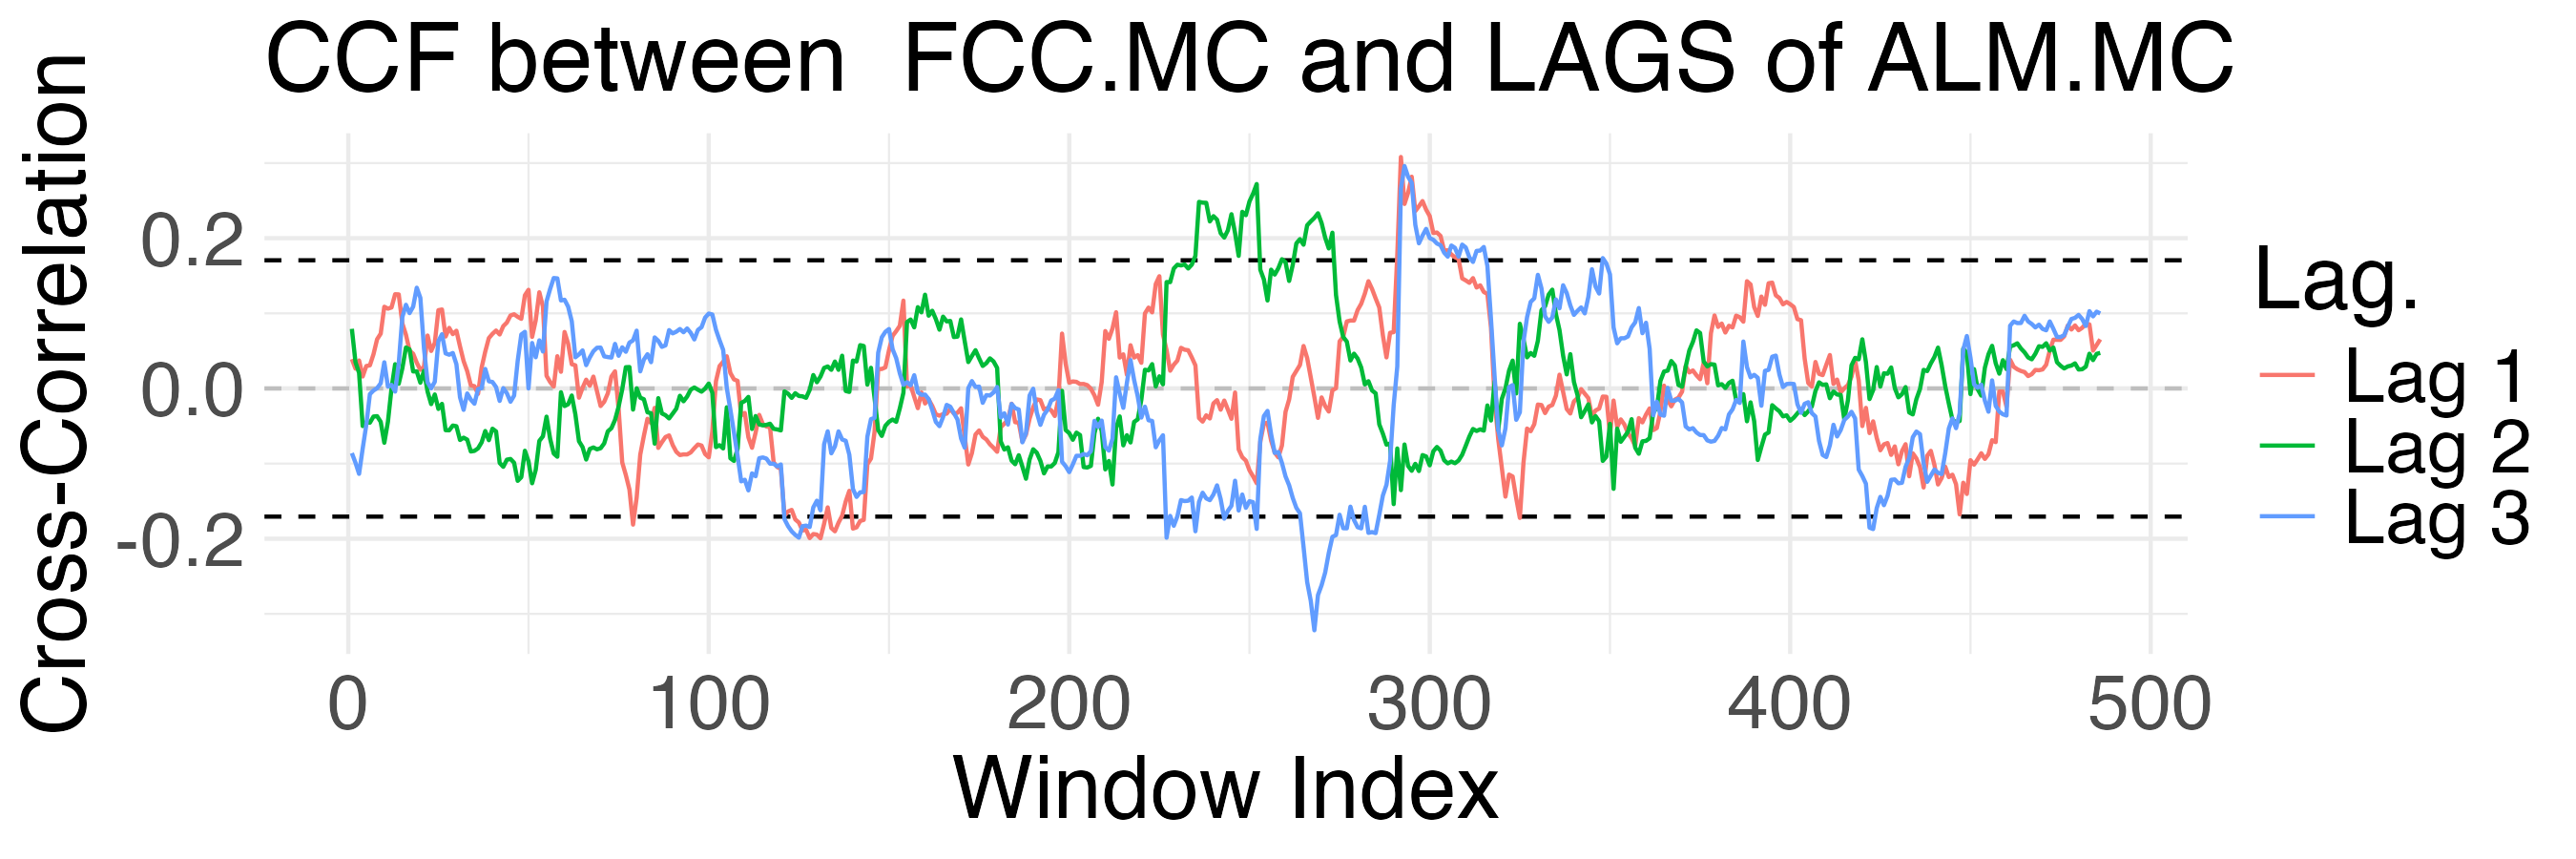 CCF between  FCC.MC and LAGS of ALM.MC
Cross-Correlation
0.2
0.0
-0.2
0
100
200
300
400
500
Window Index
Lag.
Lag 1
Lag 2
Lag 3